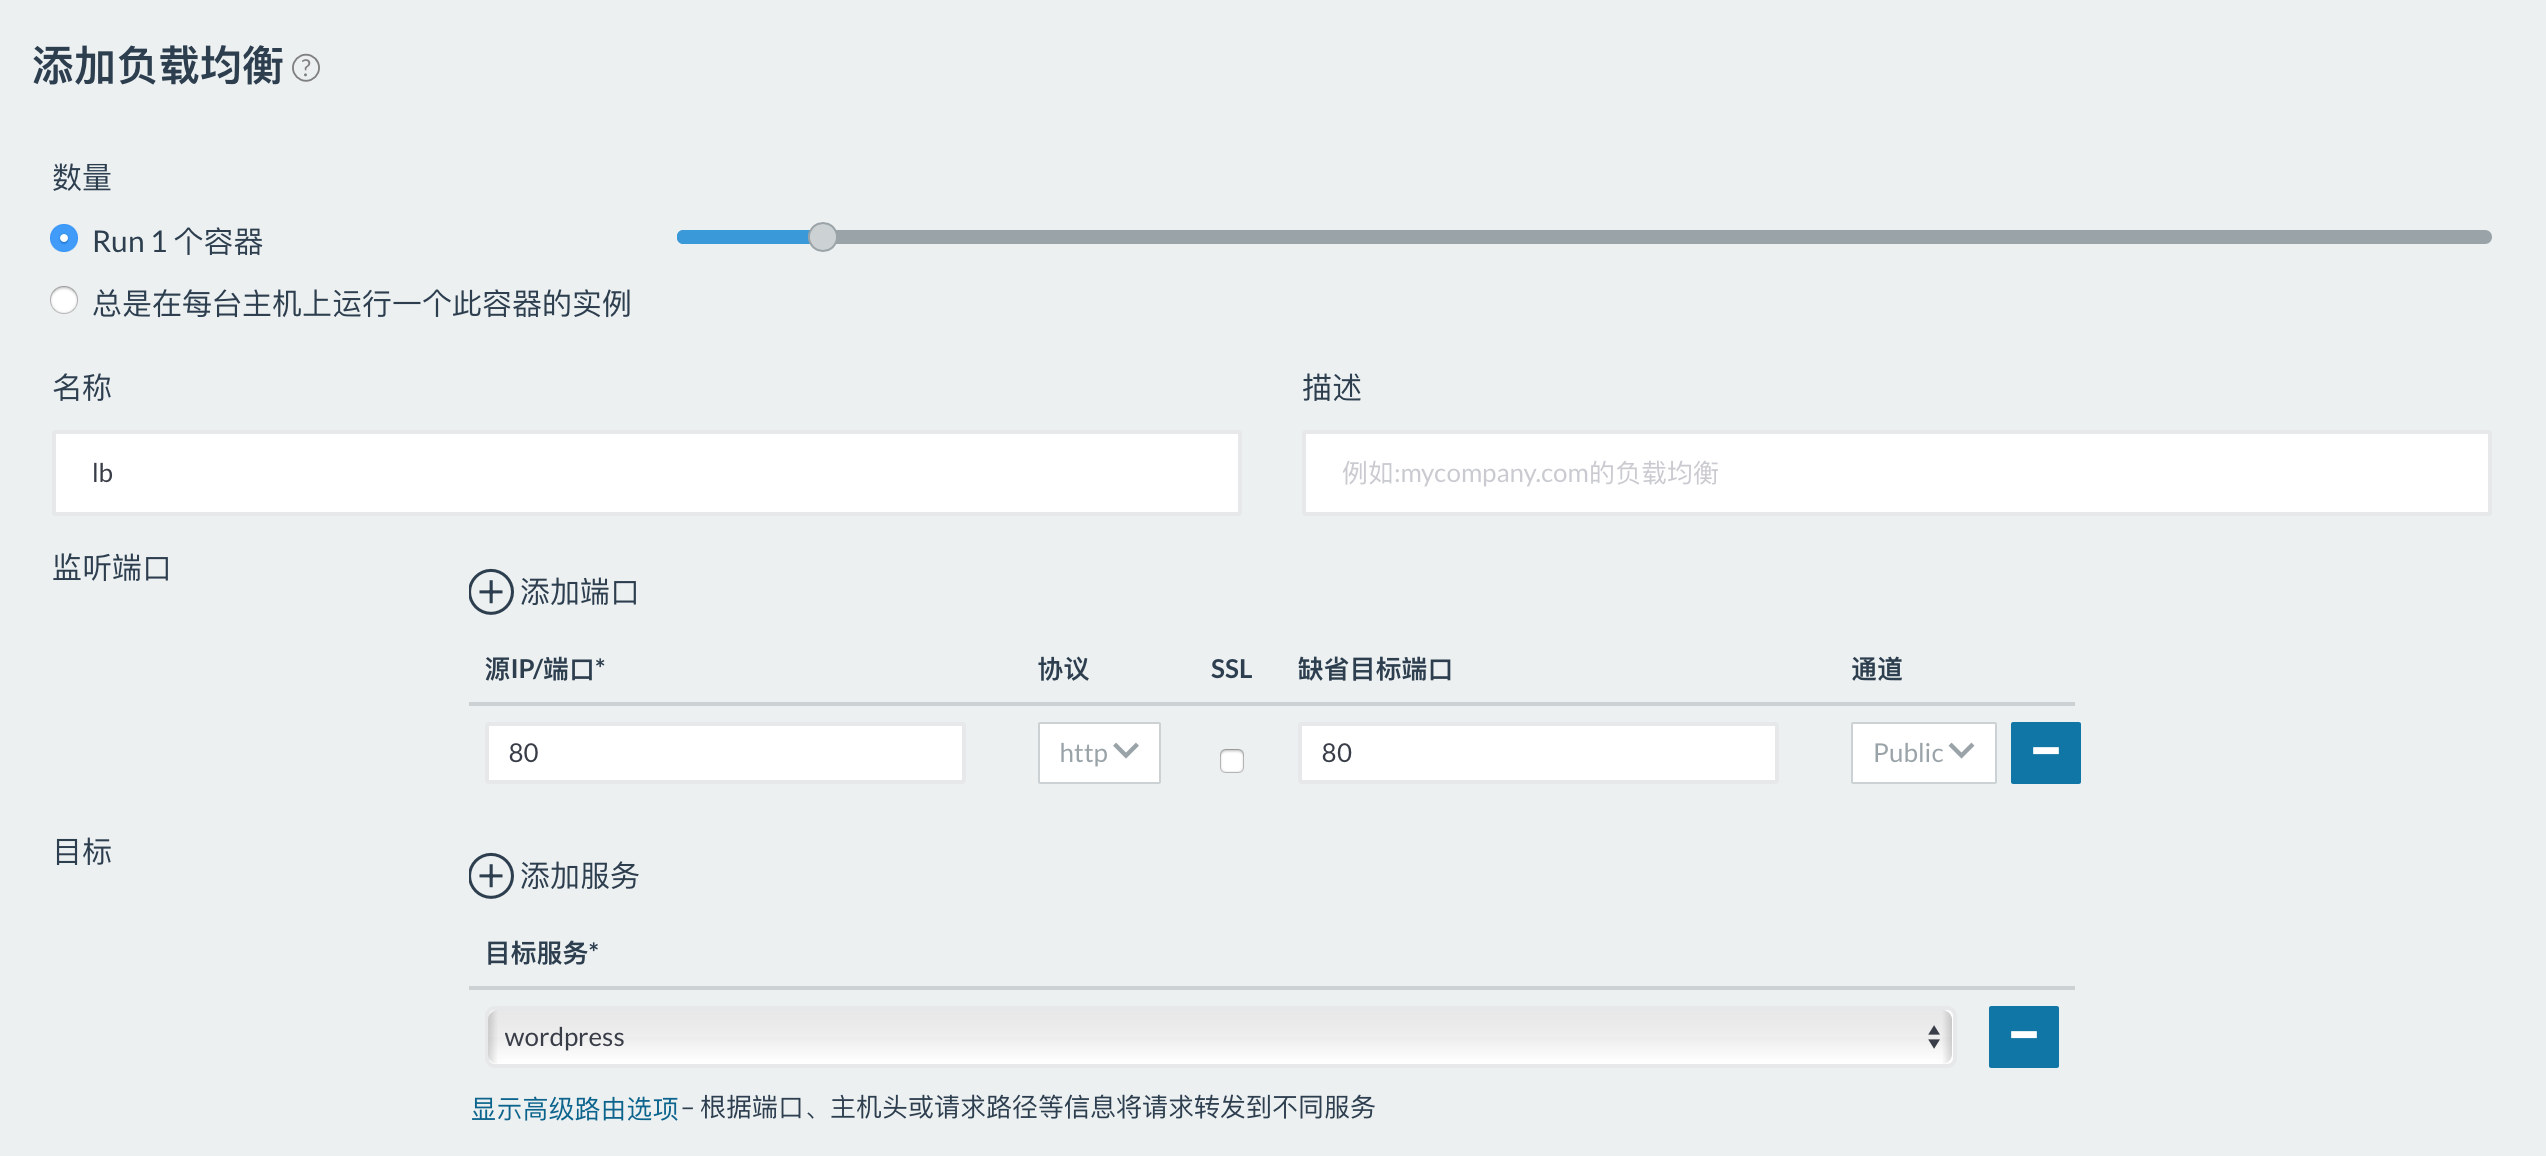 添加负载均衡 ?
数量
Run 1 个容器
总是在每台主机上运行一个此容器的实例
名称
描述
lb
例如:mycompany.com的负载均衡
监听端口
添加端口
源IP/端口* 协议 SSL 缺省目标端口 通道
80 http 80 Public
目标
添加服务
目标服务*
wordpress
显示高级路由选项 – 根据端口、主机头或请求路径等信息将请求转发到不同服务